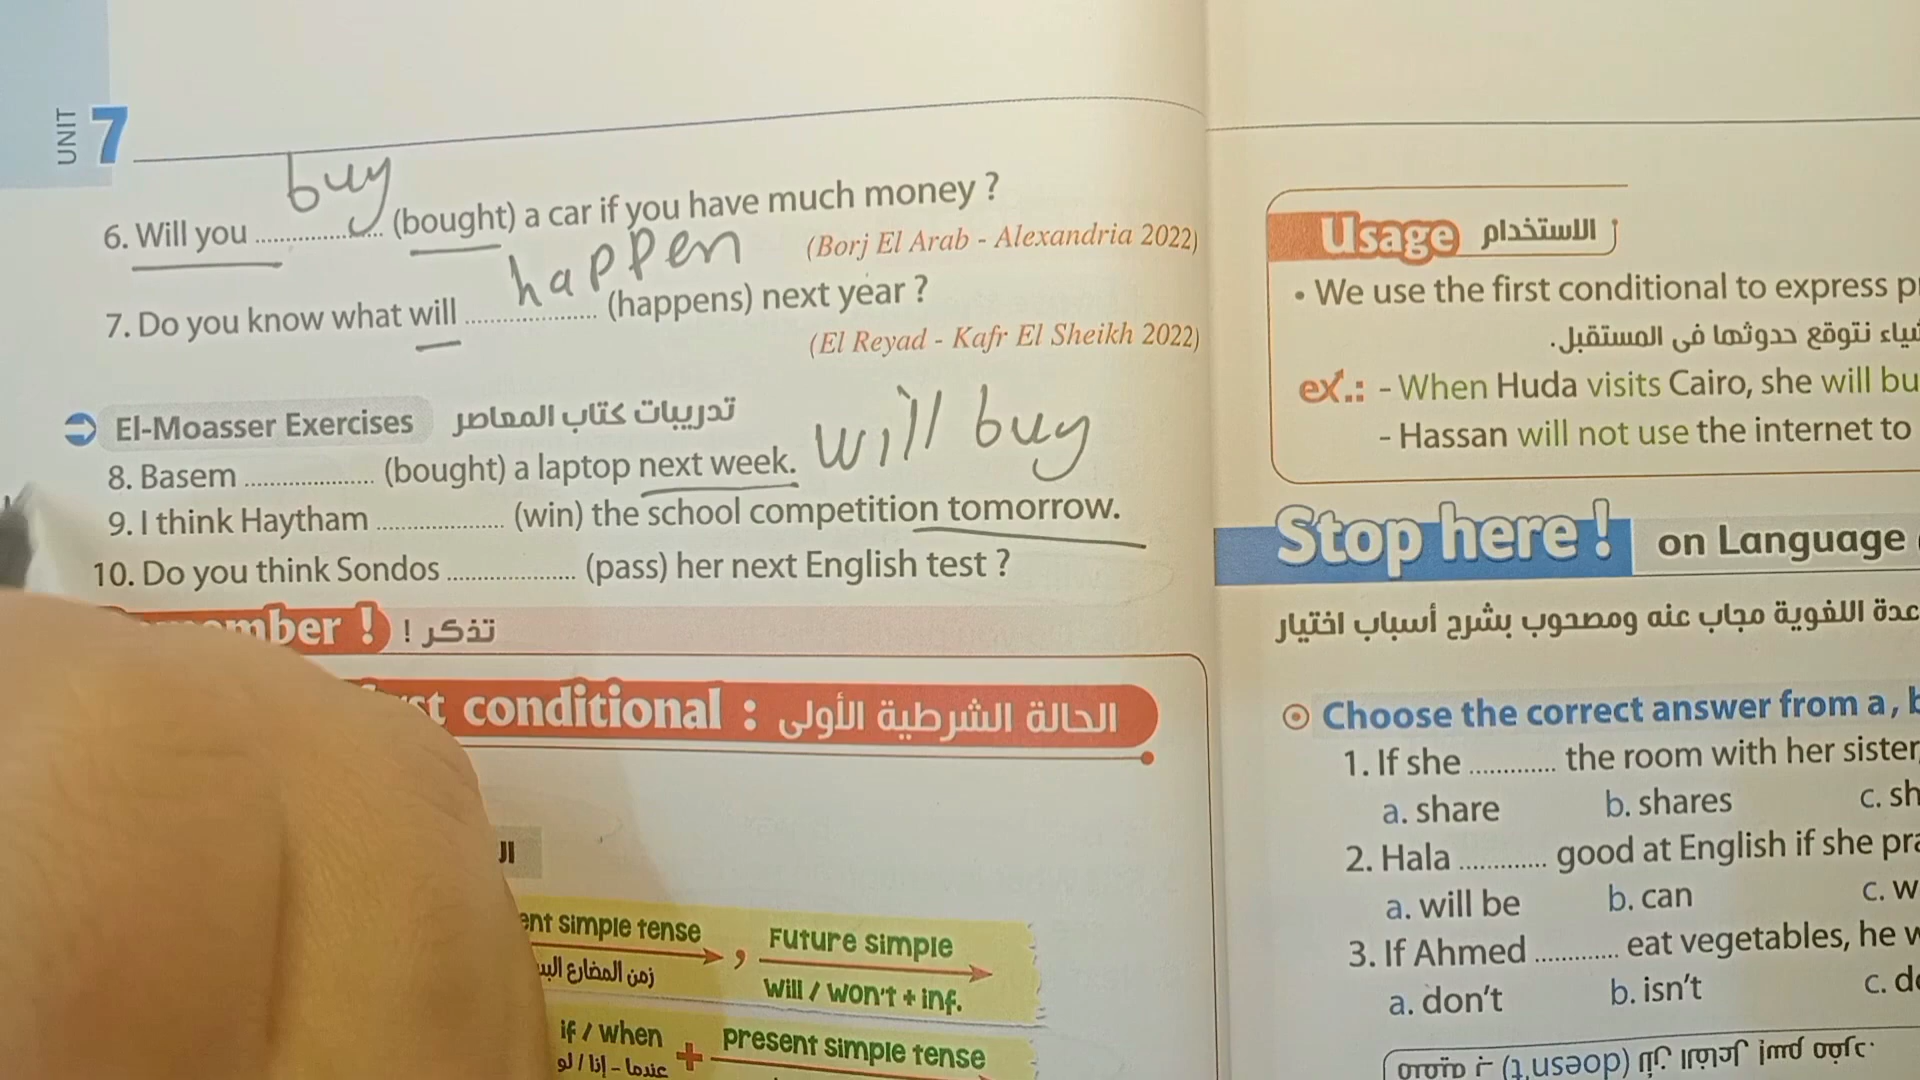 UNIT 7
buy
6. Will you .................... (bought) a car if you have much money ?
(Borj El Arab - Alexandria 2022)
happen
7. Do you know what will .................... (happens) next year ?
(El Reyad - Kafr El Sheikh 2022)
El-Moasser Exercises تدريبات كتاب المعاصر
will buy
8. Basem .................... (bought) a laptop next week.
9. I think Haytham .................... (win) the school competition tomorrow.
10. Do you think Sondos .................... (pass) her next English test ?
mber ! تذكر !
st conditional : الحالة الشرطية الأولى
ent simple tense , Future simple
زمن المضارع will / won't + inf.
if / when + present simple tense
عندما - إذا / لو
Usage الاستخدام
• We use the first conditional to express
نتوقع حدوثها فى المستقبل.
ex.: - When Huda visits Cairo, she will bu
- Hassan will not use the internet to
Stop here ! on Language
اللغوية مجاب عنه ومصحوب بشرح أسباب اختيار
Choose the correct answer from a ,
1. If she ............. the room with her sister,
a. share b. shares c. sh
2. Hala ............. good at English if she pra
a. will be b. can c. w
3. If Ahmed ............. eat vegetables, he w
a. don't b. isn't c. d
(doesn't)